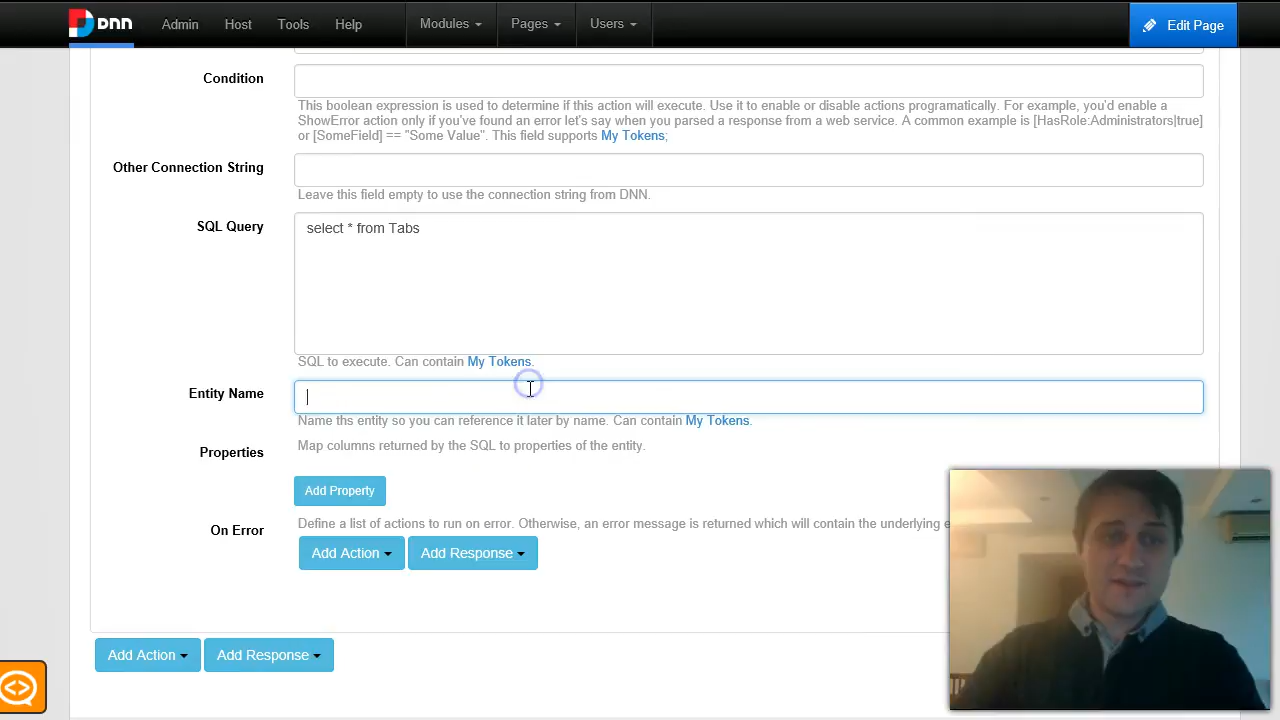 DNN Admin Host Tools Help Modules Pages Users Edit Page
Condition
This boolean expression is used to determine if this action will execute. Use it to enable or disable actions programatically. For example, you'd enable a
ShowError action only if you've found an error let's say when you parsed a response from a web service. A common example is [HasRole:Administrators|true]
or [SomeField] == "Some Value". This field supports My Tokens;
Other Connection String
Leave this field empty to use the connection string from DNN.
SQL Query
select * from Tabs
SQL to execute. Can contain My Tokens.
Entity Name
Name ths entity so you can reference it later by name. Can contain My Tokens.
Properties
Map columns returned by the SQL to properties of the entity.
Add Property
On Error
Define a list of actions to run on error. Otherwise, an error message is returned which will contain the underlying
Add Action Add Response
Add Action Add Response